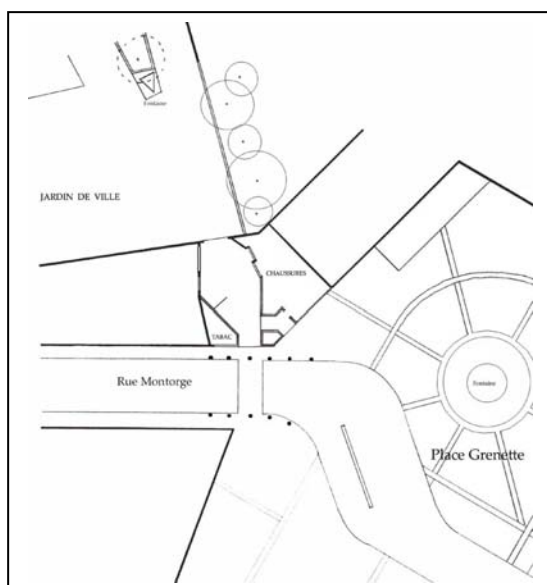 Fontaine
JARDIN DE VILLE
CHAUSSURES
TABAC
Rue Montorge
Fontaine
Place Grenette